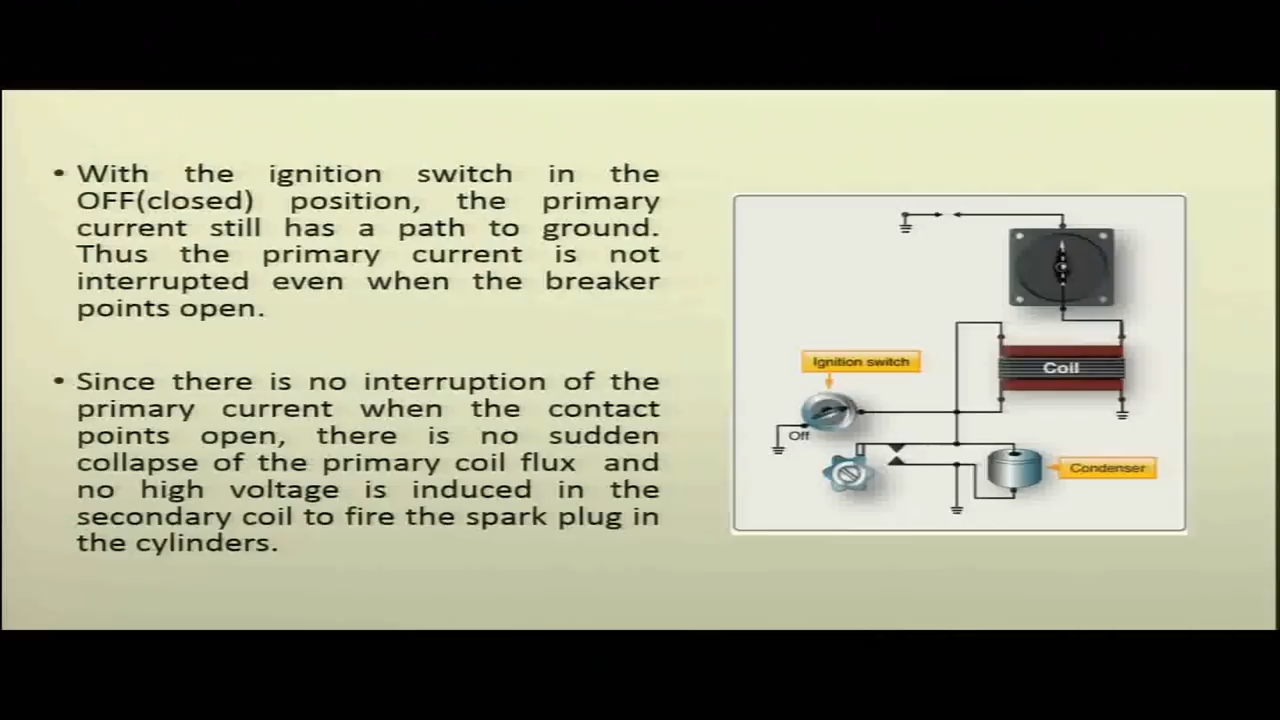 • With the ignition switch in the
OFF(closed) position, the primary
current still has a path to ground.
Thus the primary current is not
interrupted even when the breaker
points open.
• Since there is no interruption of the
primary current when the contact
points open, there is no sudden
collapse of the primary coil flux and
no high voltage is induced in the
secondary coil to fire the spark plug in
the cylinders.
Ignition switch
Coil
Off
Condenser